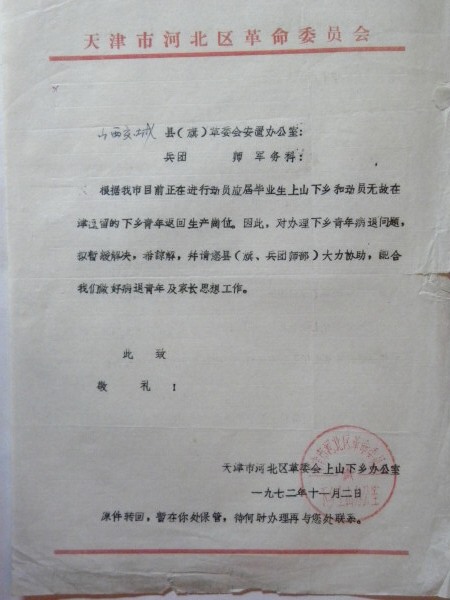 天津市河北区革命委员会
山西 城 县(旗)革委会安置办公室:
兵团 师 军务科:
根据我市目前正在进行动员应届毕业生上山下乡和动员无故在
津逗留的下乡青年返回生产岗位。因此,对办理下乡青年病退问题,
拟暂缓解决,希谅解,并请您县(旗、兵团师部)大力协助,配合
我们做好病退青年及家长思想工作。
此致
敬礼!
天津市河北区革委会上山下乡办公室
一九七二年十一月二日
原件转回,暂在你处保管,待何时办理再与您处联系。